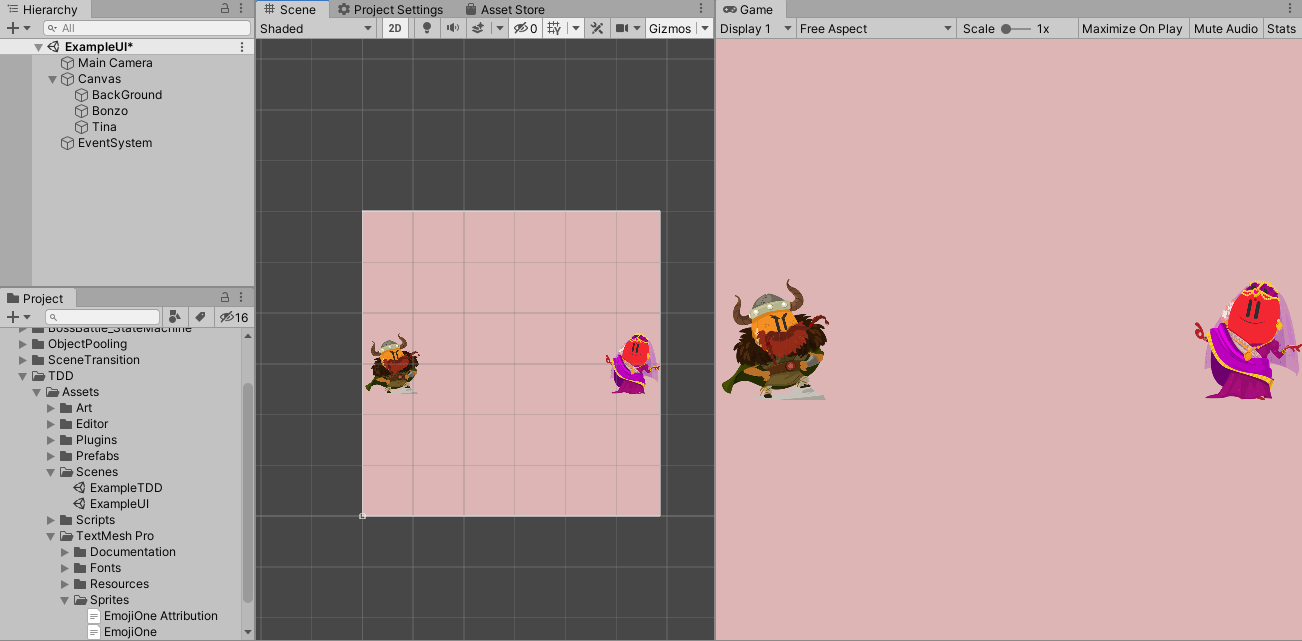 Hierarchy
All
ExampleUI*
Main Camera
Canvas
BackGround
Bonzo
Tina
EventSystem
Project
16
BossBattle_StateMachine
ObjectPooling
SceneTransition
TDD
Assets
Art
Editor
Plugins
Prefabs
Scenes
ExampleTDD
ExampleUI
Scripts
TextMesh Pro
Documentation
Fonts
Resources
Sprites
EmojiOne Attribution
EmojiOne
Scene Project Settings Asset Store
Shaded 2D 0 Gizmos
Game
Display 1 Free Aspect Scale 1x Maximize On Play Mute Audio Stats